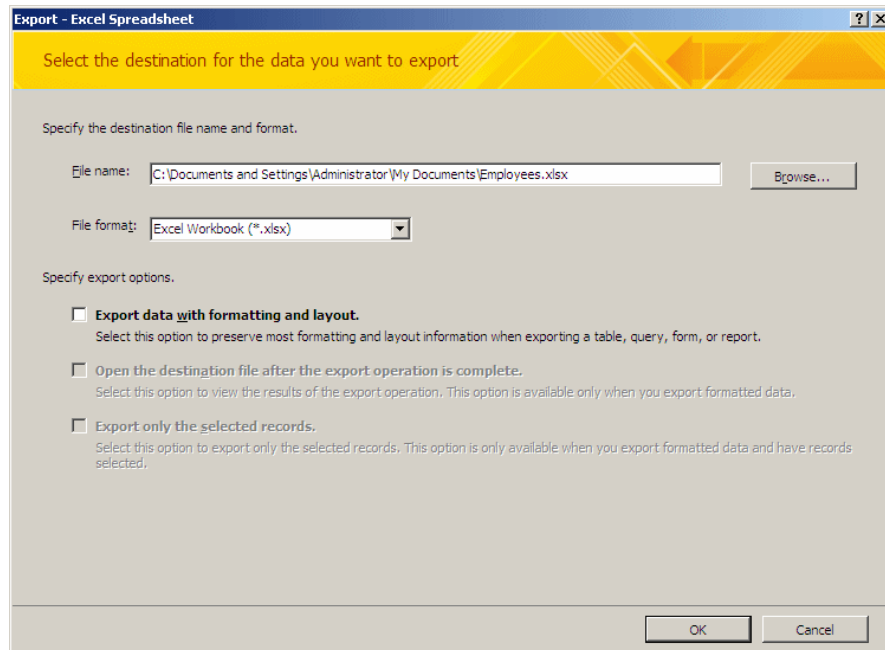 Export - Excel Spreadsheet
Select the destination for the data you want to export
Specify the destination file name and format.
File name: C:\Documents and Settings\Administrator\My Documents\Employees.xlsx Browse...
File format: Excel Workbook (*.xlsx)
Specify export options.
Export data with formatting and layout.
Select this option to preserve most formatting and layout information when exporting a table, query, form, or report.
Open the destination file after the export operation is complete.
Select this option to view the results of the export operation. This option is available only when you export formatted data.
Export only the selected records.
Select this option to export only the selected records. This option is only available when you export formatted data and have records
selected.
OK Cancel